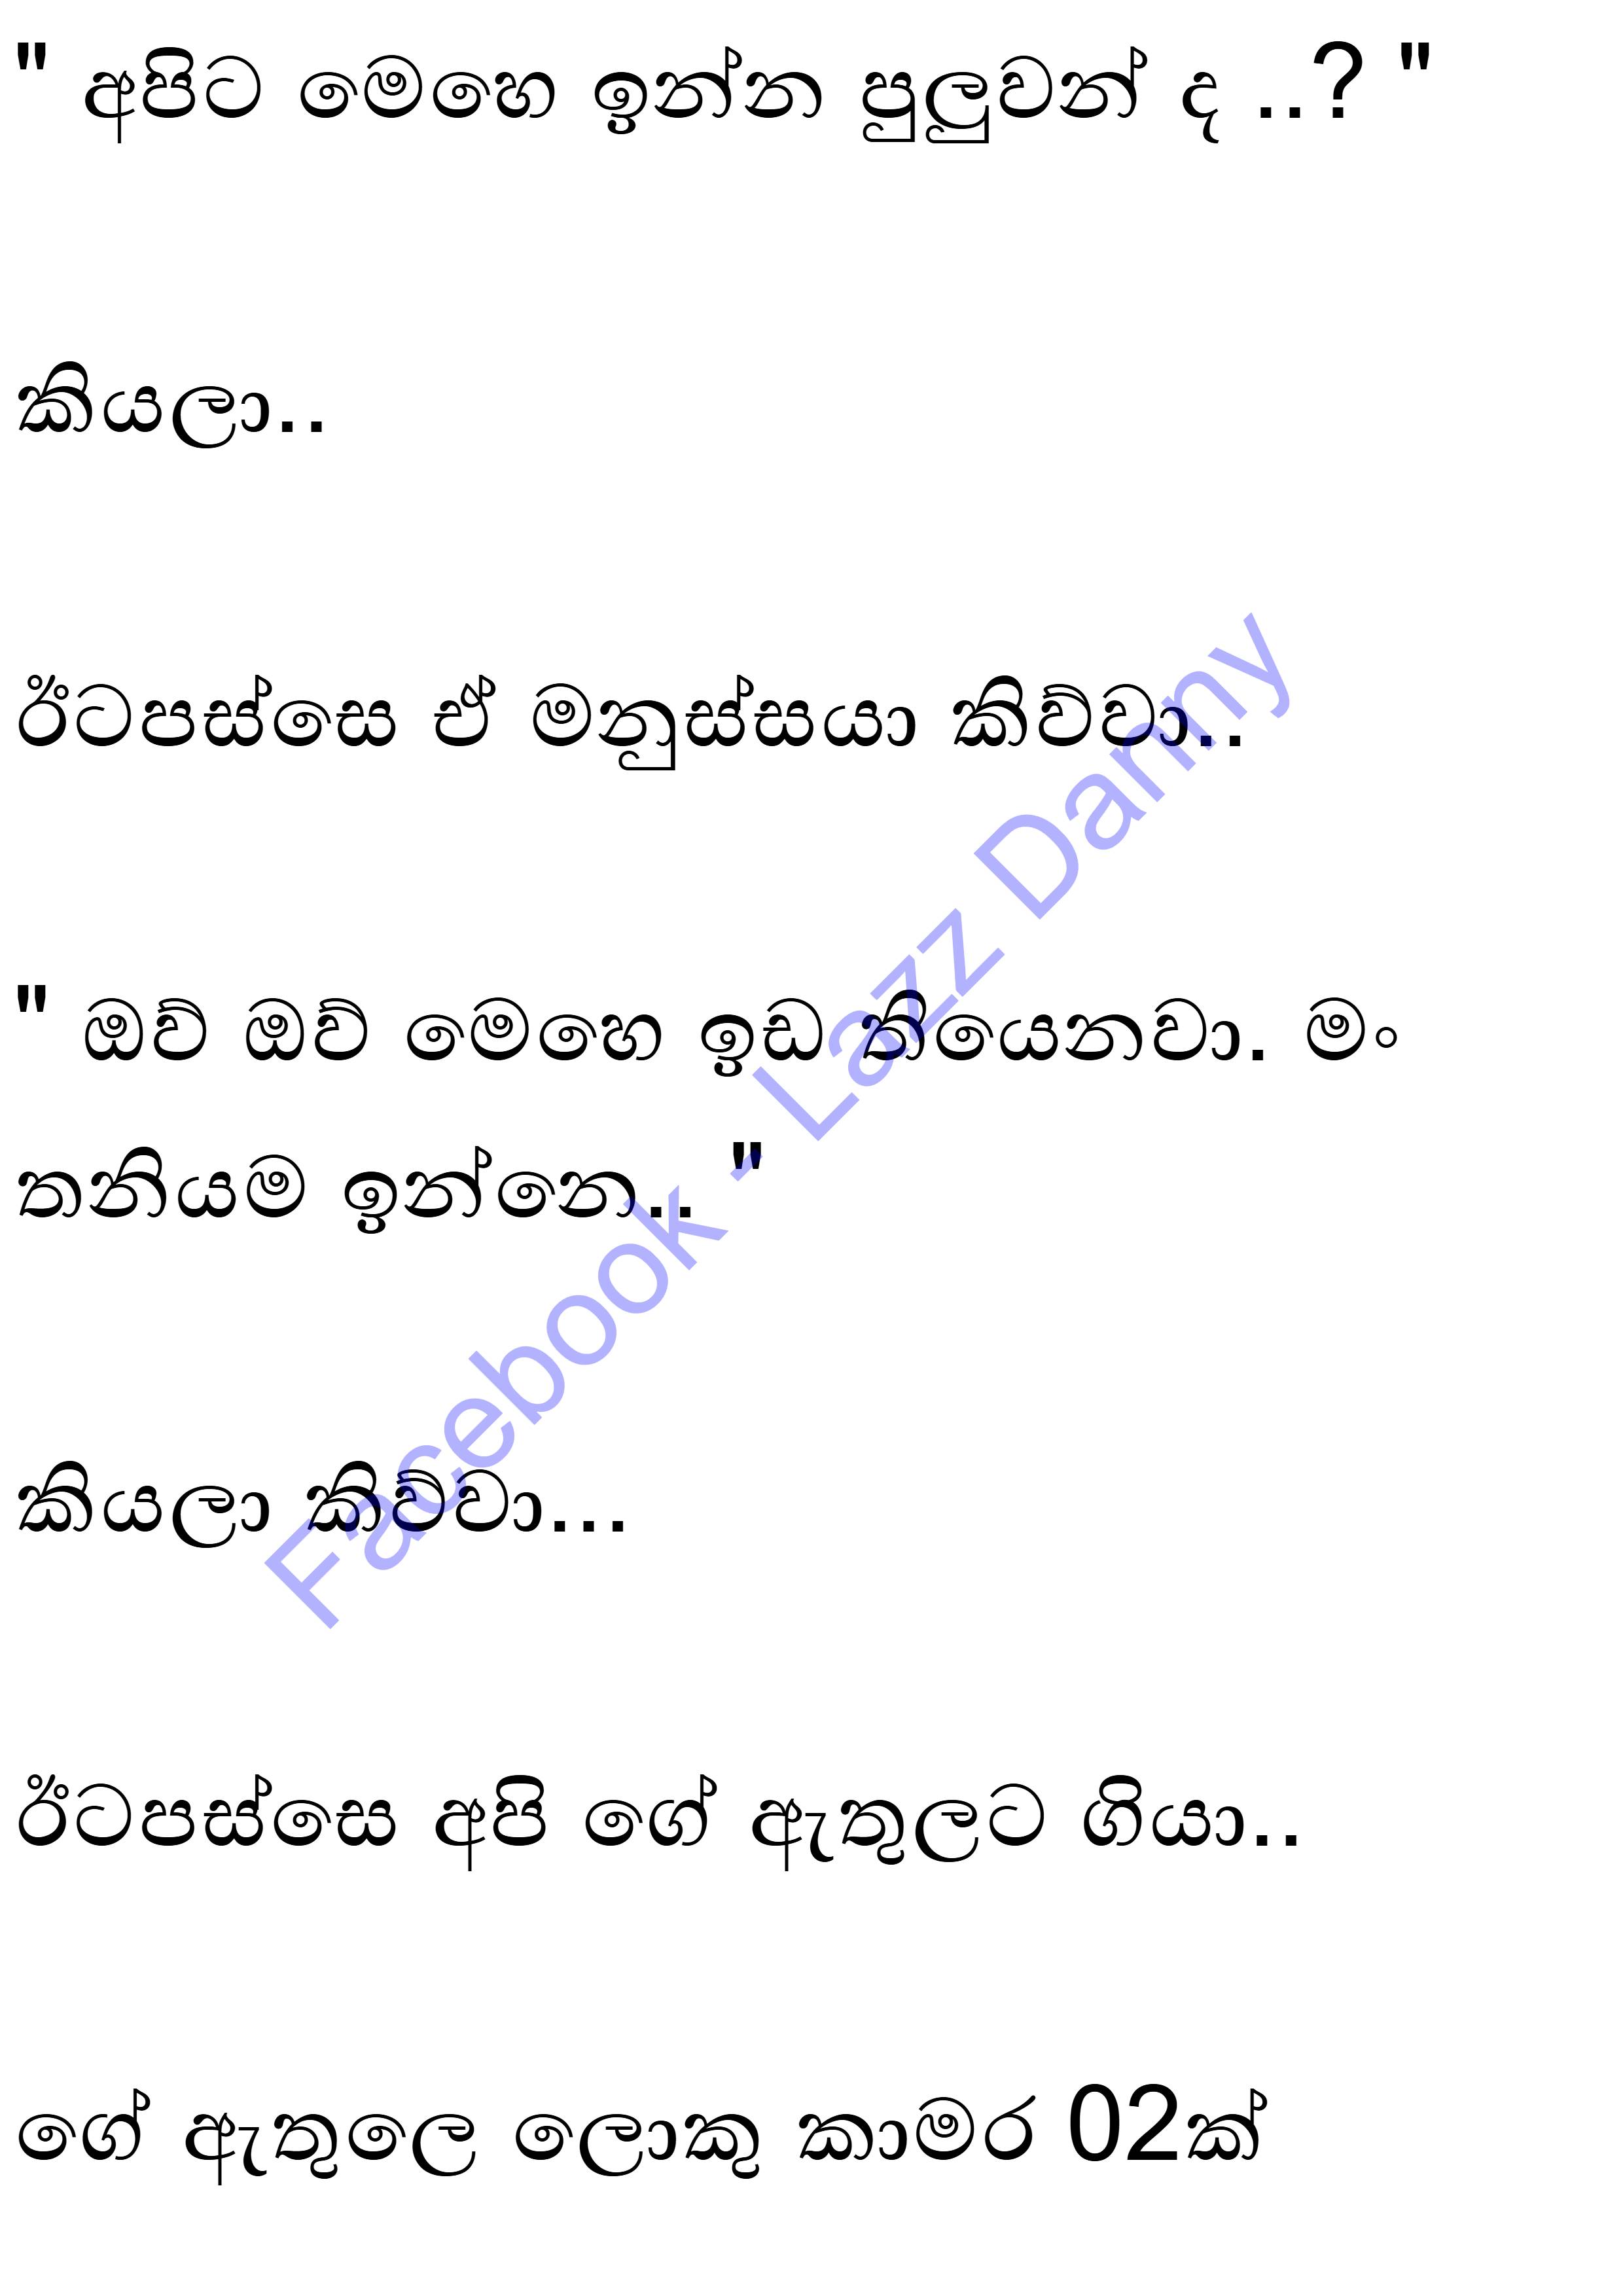 " අපිට මෙහෙ ඉන්න පුලුවන් ද ..? "
කියලා..
ඊටපස්සෙ ඒ මනුස්සයා කිව්වා..
" ඔව් ඔව් මෙහෙ ඉඩ තියෙනවා. මං
තනියම ඉන්නෙ.. "
කියලා කිව්වා...
ඊටපස්සෙ අපි ගේ ඇතුලට ගියා..
ගේ ඇතුලෙ ලොකු කාමර 02ක්
Facebook - Lazz Danny